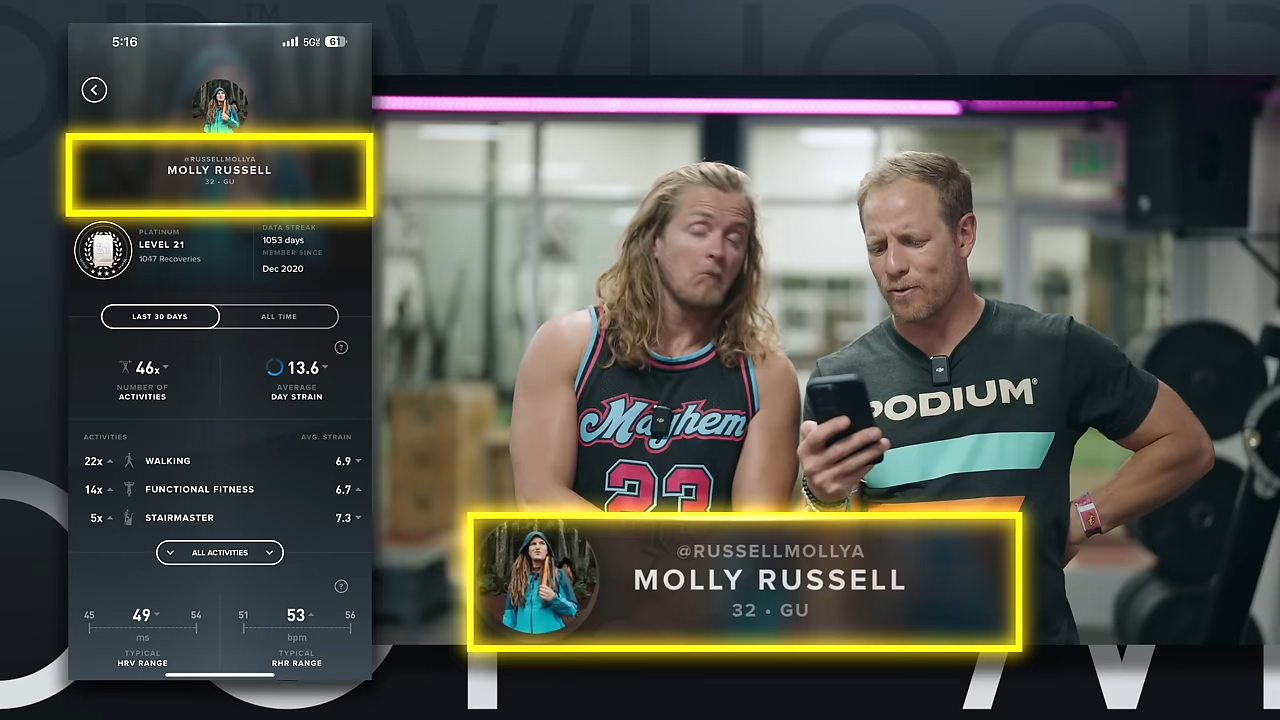 5:16
5G
61
@RUSSELLMOLLYA
MOLLY RUSSELL
32 • GU
PLATINUM
LEVEL 21
1047 Recoveries
DATA STREAK
1053 days
MEMBER SINCE
Dec 2020
LAST 30 DAYS
ALL TIME
?
46x
NUMBER OF
ACTIVITIES
13.6
AVERAGE
DAY STRAIN
ACTIVITIES
AVG. STRAIN
22x WALKING 6.9
14x FUNCTIONAL FITNESS 6.7
5x STAIRMASTER 7.3
ALL ACTIVITIES
?
45 49 54
ms
TYPICAL
HRV RANGE
51 53 56
bpm
TYPICAL
RHR RANGE
Mayhem
23
PODIUM
@RUSSELLMOLLYA
MOLLY RUSSELL
32 • GU